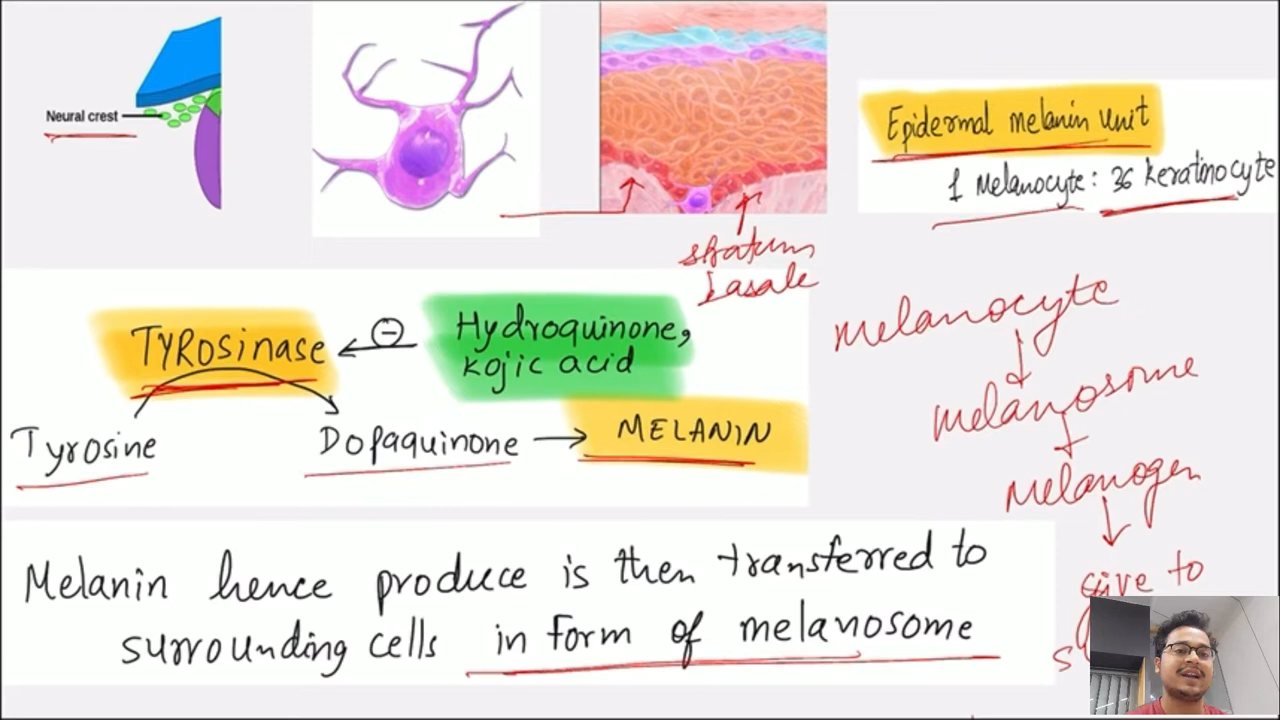 Neural crest
Epidermal melanin unit
1 Melanocyte: 36 keratinocyte
stratum
basale
TYROSINASE
Hydroquinone,
kojic acid
Tyrosine
Dopaquinone
MELANIN
melanocyte
melanosome
melanogen
give to
Melanin hence produce is then transferred to
surrounding cells in form of melanosome